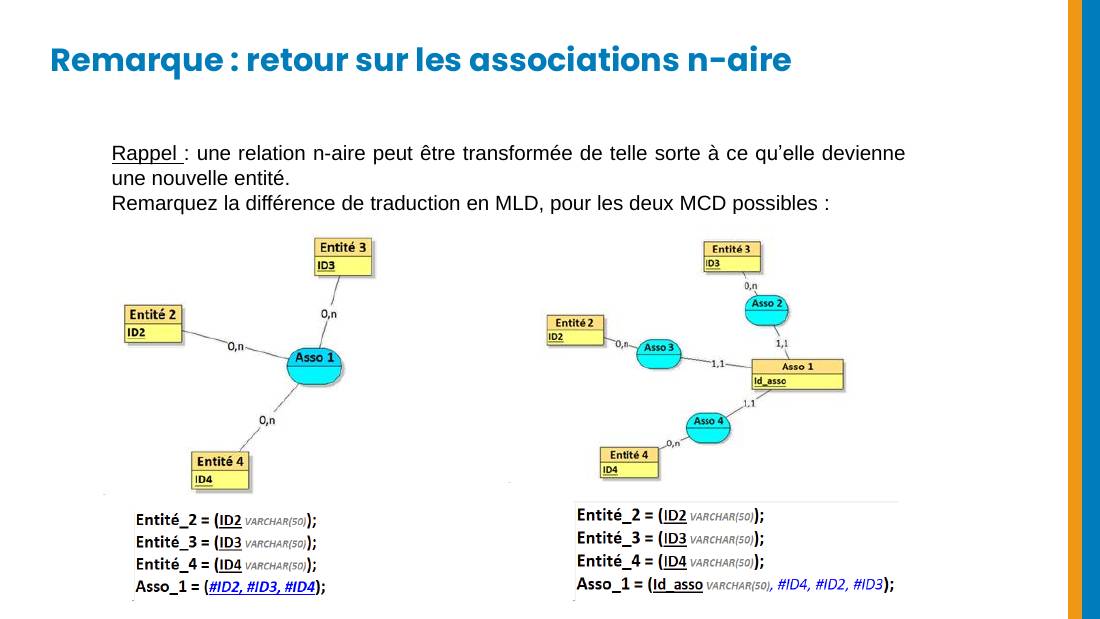 Remarque : retour sur les associations n-aire
Rappel : une relation n-aire peut être transformée de telle sorte à ce qu'elle devienne
une nouvelle entité.
Remarquez la différence de traduction en MLD, pour les deux MCD possibles :
Entité 3
ID3
0,n
Entité 2
ID2
0,n
Asso 1
0,n
Entité 4
ID4
Entité_2 = (ID2 VARCHAR(50));
Entité_3 = (ID3 VARCHAR(50));
Entité_4 = (ID4 VARCHAR(50));
Asso_1 = (#ID2, #ID3, #ID4);
Entité 3
ID3
0,n
Asso 2
1,1
Entité 2
ID2
0,n
Asso 3
1,1
Asso 1
Id_asso
1,1
Asso 4
0,n
Entité 4
ID4
Entité_2 = (ID2 VARCHAR(50));
Entité_3 = (ID3 VARCHAR(50));
Entité_4 = (ID4 VARCHAR(50));
Asso_1 = (Id_asso VARCHAR(50), #ID4, #ID2, #ID3);